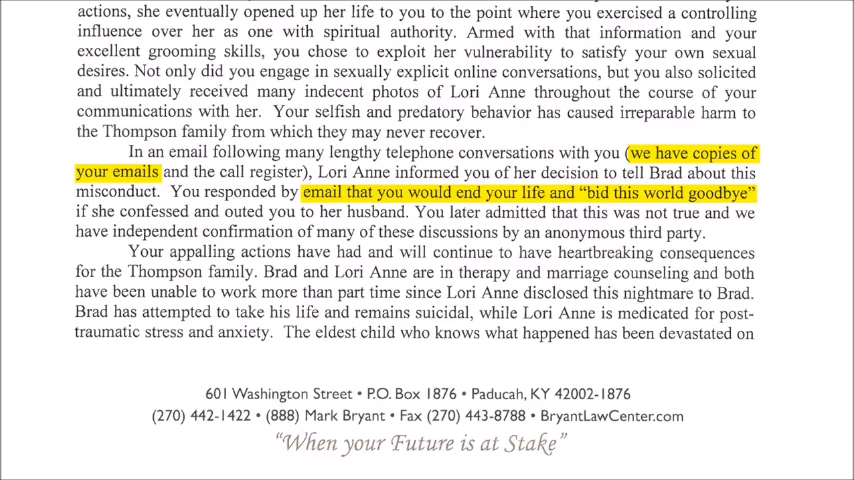 actions, she eventually opened up her life to you to the point where you exercised a controlling
influence over her as one with spiritual authority. Armed with that information and your
excellent grooming skills, you chose to exploit her vulnerability to satisfy your own sexual
desires. Not only did you engage in sexually explicit online conversations, but you also solicited
and ultimately received many indecent photos of Lori Anne throughout the course of your
communications with her. Your selfish and predatory behavior has caused irreparable harm to
the Thompson family from which they may never recover.
In an email following many lengthy telephone conversations with you (we have copies of
your emails and the call register), Lori Anne informed you of her decision to tell Brad about this
misconduct. You responded by email that you would end your life and “bid this world goodbye”
if she confessed and outed you to her husband. You later admitted that this was not true and we
have independent confirmation of many of these discussions by an anonymous third party.
Your appalling actions have had and will continue to have heartbreaking consequences
for the Thompson family. Brad and Lori Anne are in therapy and marriage counseling and both
have been unable to work more than part time since Lori Anne disclosed this nightmare to Brad.
Brad has attempted to take his life and remains suicidal, while Lori Anne is medicated for post-
traumatic stress and anxiety. The eldest child who knows what happened has been devastated on
601 Washington Street • P.O. Box 1876 • Paducah, KY 42002-1876
(270) 442-1422 • (888) Mark Bryant • Fax (270) 443-8788 • BryantLawCenter.com
“When your Future is at Stake”